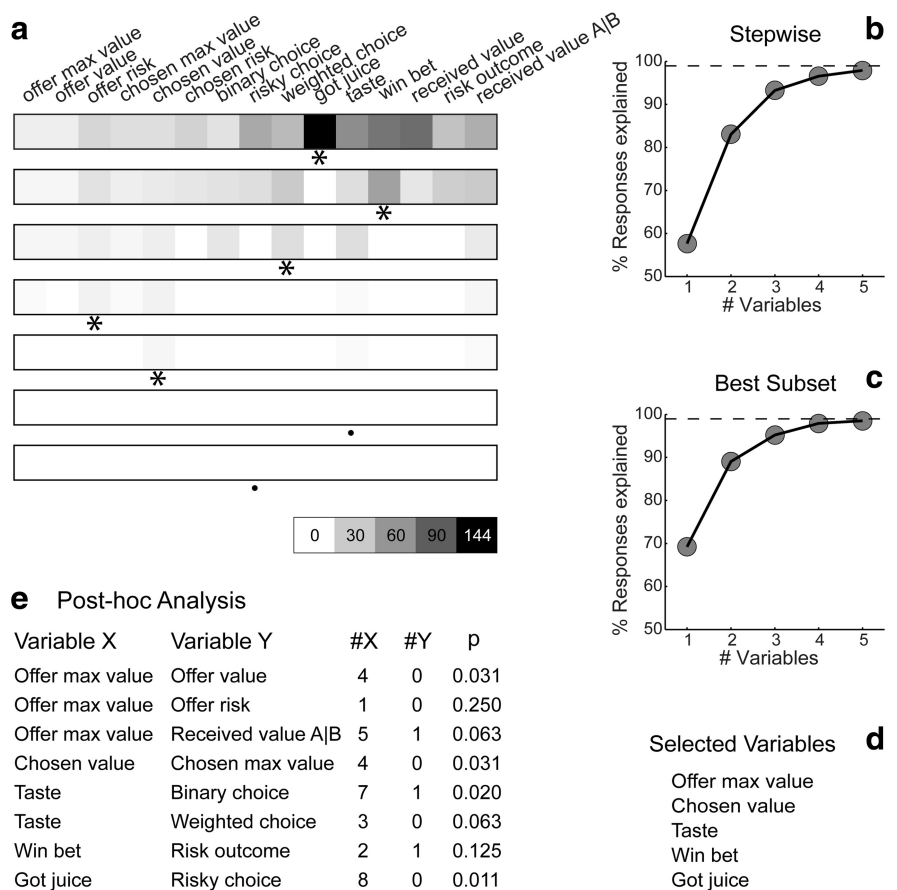 a
offer max value
offer value
offer risk
chosen max value
chosen value
chosen risk
binary choice
risky choice
weighted choice
got juice
taste
win bet
received value
risk outcome
received value A|B
*
*
*
*
*
•
•
0 30 60 90 144
b
Stepwise
% Responses explained
100
90
80
70
60
50
1 2 3 4 5
# Variables
c
Best Subset
% Responses explained
100
90
80
70
60
50
1 2 3 4 5
# Variables
e Post-hoc Analysis
Variable X Variable Y #X #Y p
Offer max value Offer value 4 0 0.031
Offer max value Offer risk 1 0 0.250
Offer max value Received value A|B 5 1 0.063
Chosen value Chosen max value 4 0 0.031
Taste Binary choice 7 1 0.020
Taste Weighted choice 3 0 0.063
Win bet Risk outcome 2 1 0.125
Got juice Risky choice 8 0 0.011
Selected Variables d
Offer max value
Chosen value
Taste
Win bet
Got juice